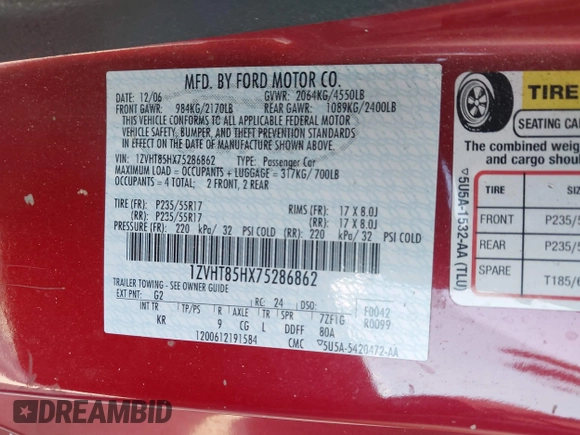 MFD. BY FORD MOTOR CO.
DATE: 12/06 GVWR: 2064KG/4550LB
FRONT GAWR: 984KG/2170LB REAR GAWR: 1089KG/2400LB
THIS VEHICLE CONFORMS TO ALL APPLICABLE FEDERAL MOTOR
VEHICLE SAFETY, BUMPER, AND THEFT PREVENTION STANDARDS
IN EFFECT ON THE DATE OF MANUFACTURE SHOWN ABOVE.
VIN: 1ZVHT85HX75286862 TYPE: Passenger Car
MAXIMUM LOAD = OCCUPANTS + LUGGAGE = 317KG/700LB
OCCUPANTS = 4 TOTAL: 2 FRONT, 2 REAR
TIRE (FR): P235/55R17 RIMS (FR): 17 X 8.0J
(RR): P235/55R17 (RR): 17 X 8.0J
PRESSURE (FR): 220 kPa/ 32 PSI COLD (RR): 220 kPa/ 32 PSI COLD
1ZVHT85HX75286862
TRAILER TOWING - SEE OWNER GUIDE
EXT PNT: G2 RC: 24 DSO:
INT TR TP/PS R AXLE TR SPR 7ZF1G F0042
KR 9 CG L DDFF 80A R0099
1200612191584 CMC 5U5A-5420472-AA
TIRE
SEATING CA
The combined weig
and cargo shou
TIRE SIZE
FRONT P235/5
REAR P235/5
SPARE T185/6
5U5A-1532-AA (TLU)
DREAMBID